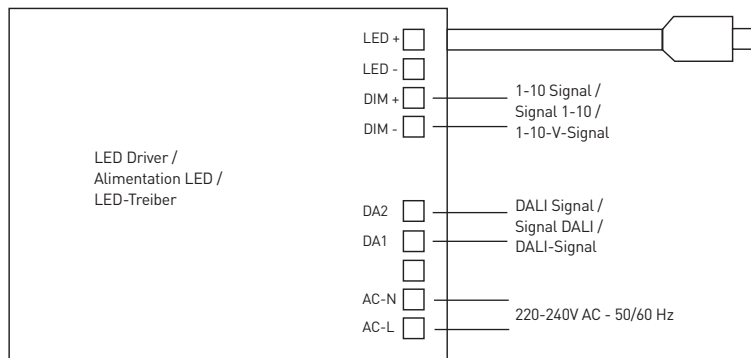 LED +
LED -
DIM +
DIM -
1-10 Signal /
Signal 1-10 /
1-10-V-Signal
LED Driver /
Alimentation LED /
LED-Treiber
DA2
DA1
DALI Signal /
Signal DALI /
DALI-Signal
AC-N
AC-L
220-240V AC - 50/60 Hz